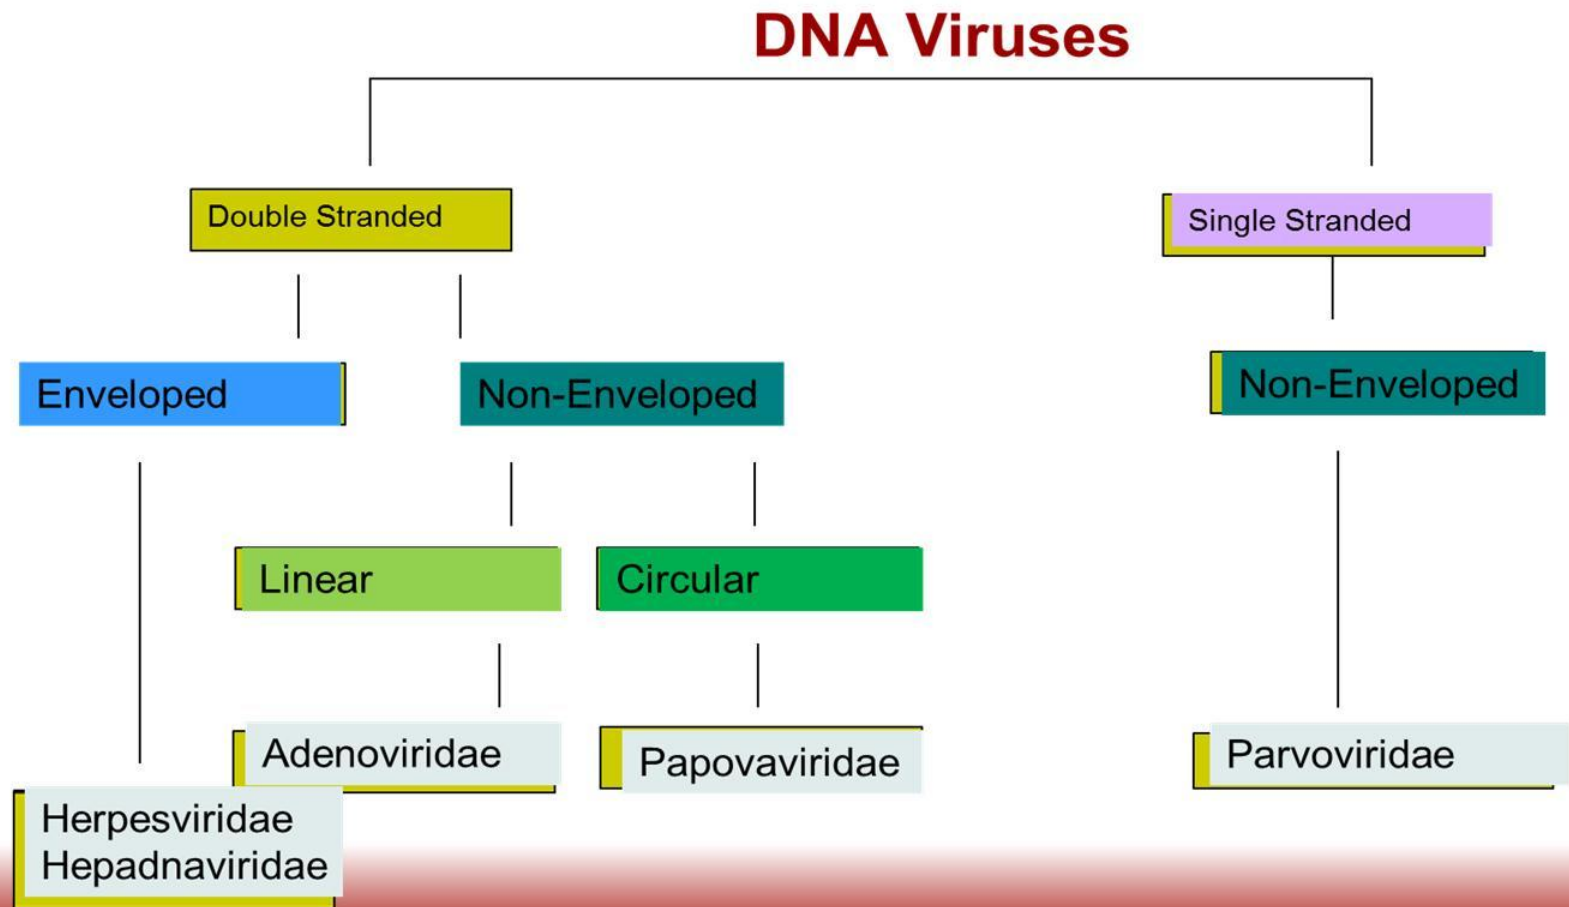 DNA Viruses
Double Stranded
Single Stranded
Enveloped
Non-Enveloped
Non-Enveloped
Linear
Circular
Adenoviridae
Papovaviridae
Parvoviridae
Herpesviridae
Hepadnaviridae